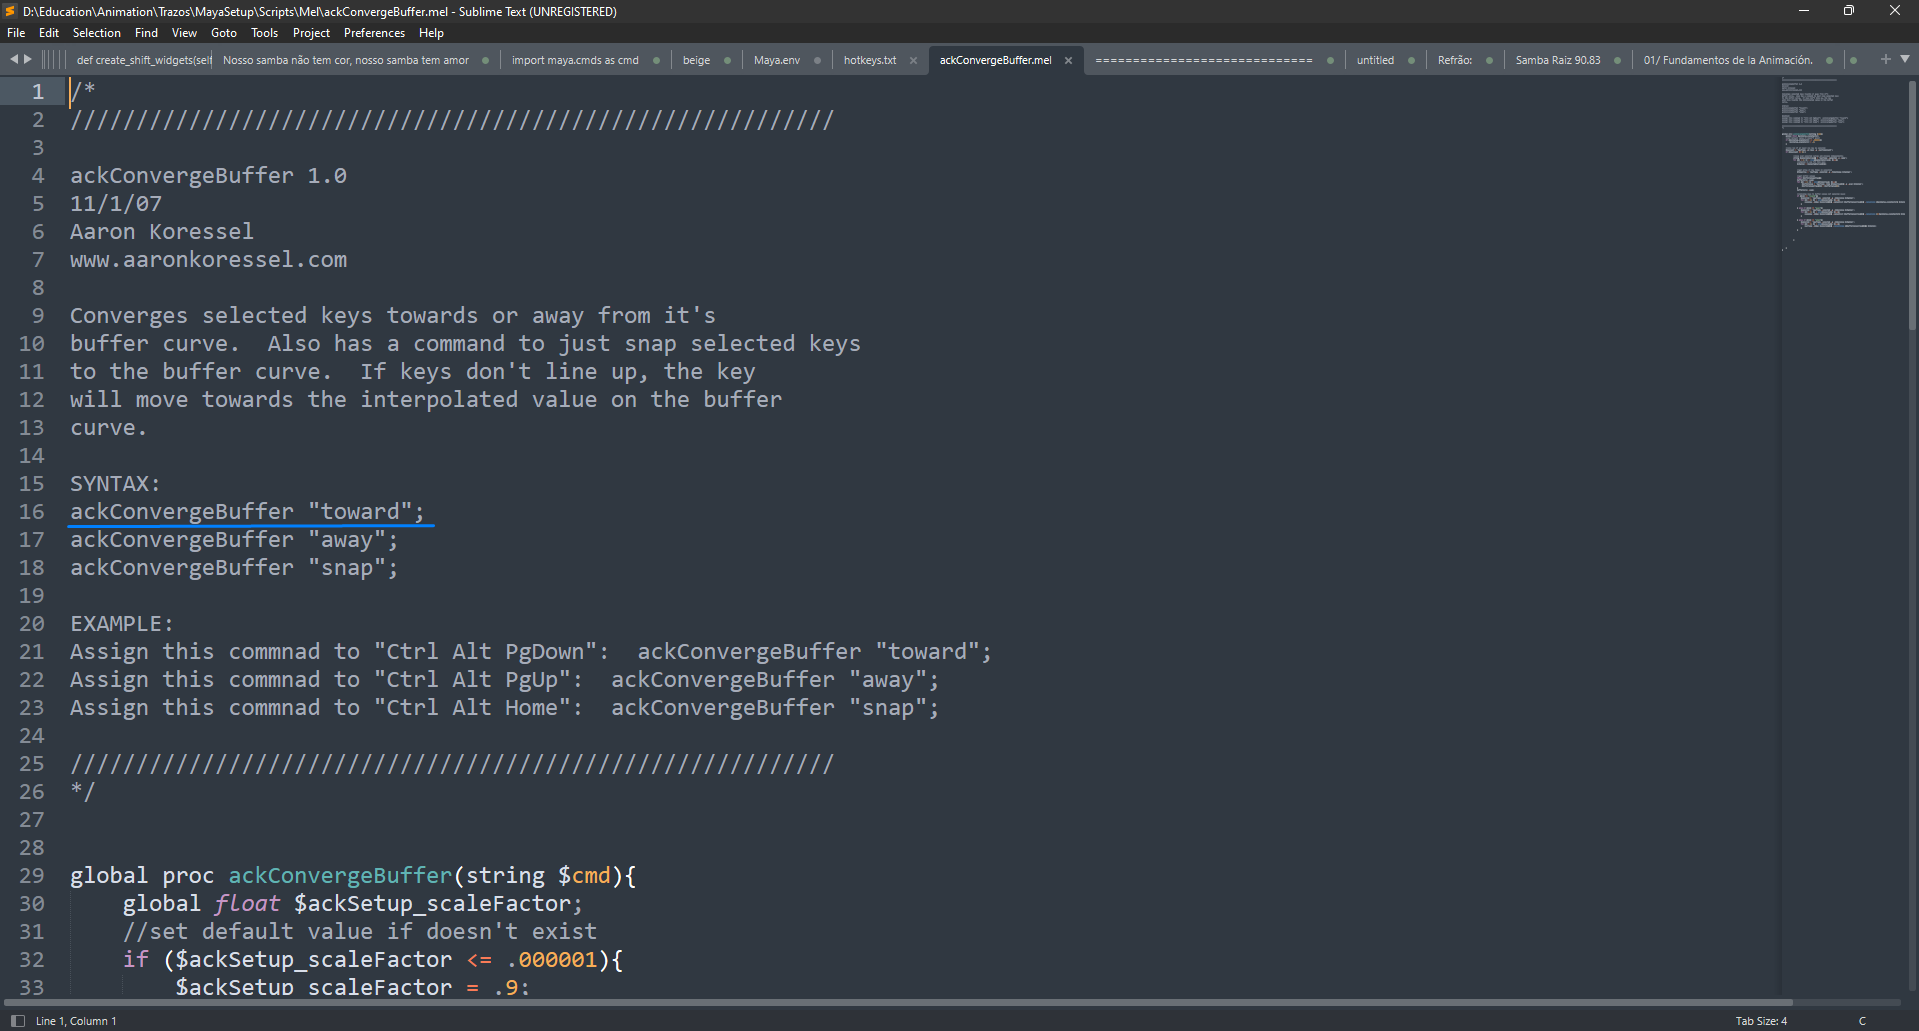 D:\Education\Animation\Trazos\MayaSetup\Scripts\Mel\ackConvergeBuffer.mel - Sublime Text (UNREGISTERED)
File Edit Selection Find View Goto Tools Project Preferences Help
def create_shift_widgets(self Nosso samba não tem cor, nosso samba tem amor import maya.cmds as cmd beige Maya.env hotkeys.txt ackConvergeBuffer.mel ============================= untitled Refrão: Samba Raiz 90.83 01/ Fundamentos de la Animación.
1 /*
2 //////////////////////////////////////////////////////////
3
4 ackConvergeBuffer 1.0
5 11/1/07
6 Aaron Koressel
7 www.aaronkoressel.com
8
9 Converges selected keys towards or away from it's
10 buffer curve.  Also has a command to just snap selected keys
11 to the buffer curve.  If keys don't line up, the key
12 will move towards the interpolated value on the buffer
13 curve.
14
15 SYNTAX:
16 ackConvergeBuffer "toward";
17 ackConvergeBuffer "away";
18 ackConvergeBuffer "snap";
19
20 EXAMPLE:
21 Assign this commnad to "Ctrl Alt PgDown":  ackConvergeBuffer "toward";
22 Assign this commnad to "Ctrl Alt PgUp":  ackConvergeBuffer "away";
23 Assign this commnad to "Ctrl Alt Home":  ackConvergeBuffer "snap";
24
25 //////////////////////////////////////////////////////////
26 */
27
28
29 global proc ackConvergeBuffer(string $cmd){
30     global float $ackSetup_scaleFactor;
31     //set default value if doesn't exist
32     if ($ackSetup_scaleFactor <= .000001){
33         $ackSetup_scaleFactor = .9;
Line 1, Column 1 Tab Size: 4 C